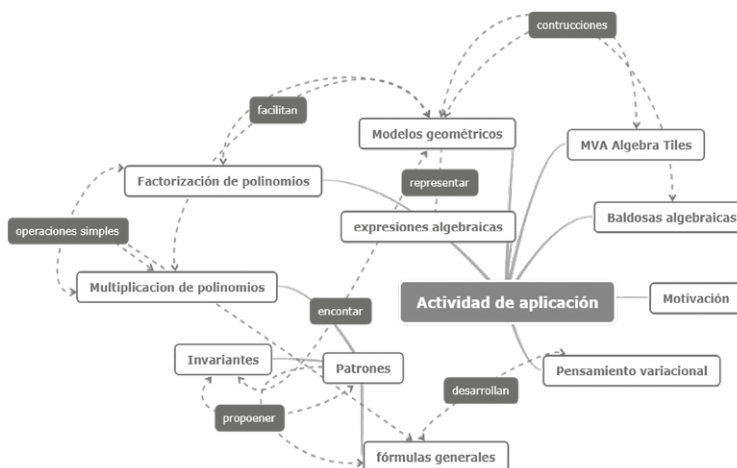 contrucciones
facilitan
Modelos geométricos
MVA Algebra Tiles
Factorización de polinomios
representar
expresiones algebraicas
Baldosas algebraicas
operaciones simples
Multiplicacion de polinomios
Actividad de aplicación
Motivación
encontar
Invariantes
Patrones
Pensamiento variacional
desarrollan
propoener
fórmulas generales